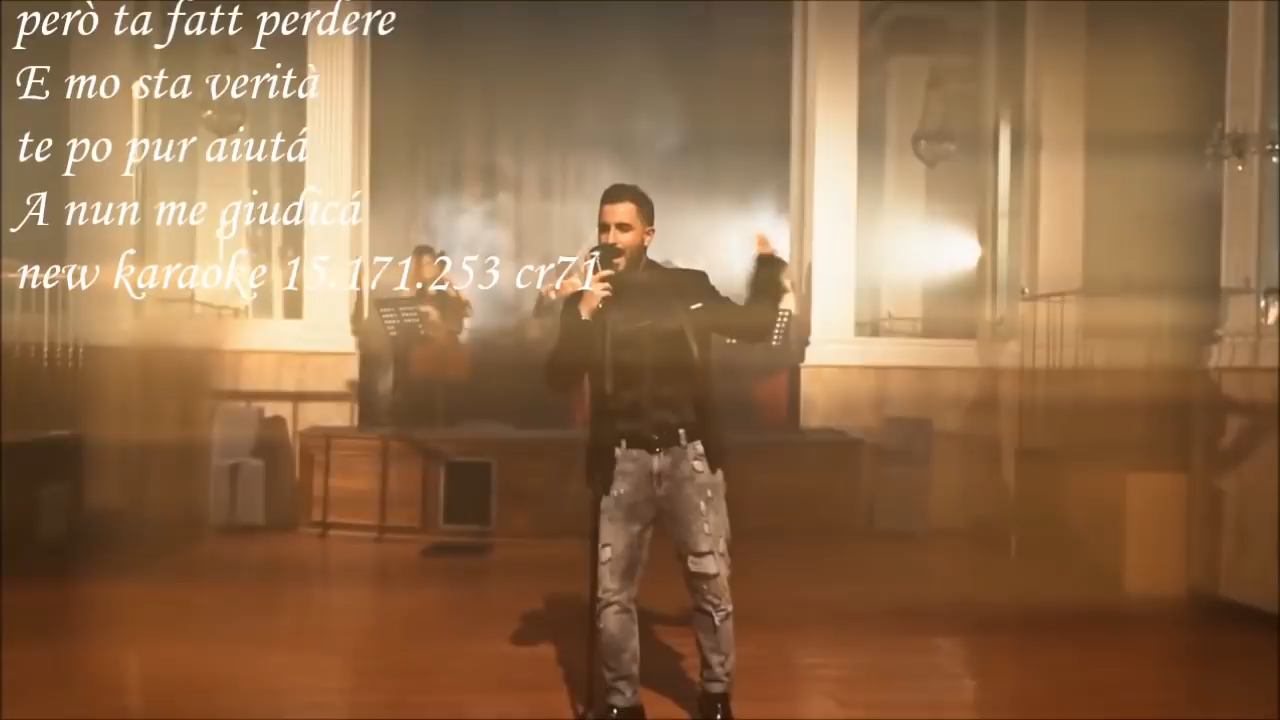 però ta fatt perdere
E mo sta verità
te po pur aiutá
A nun me giudicá
new karaoke 15.171.253 cr71